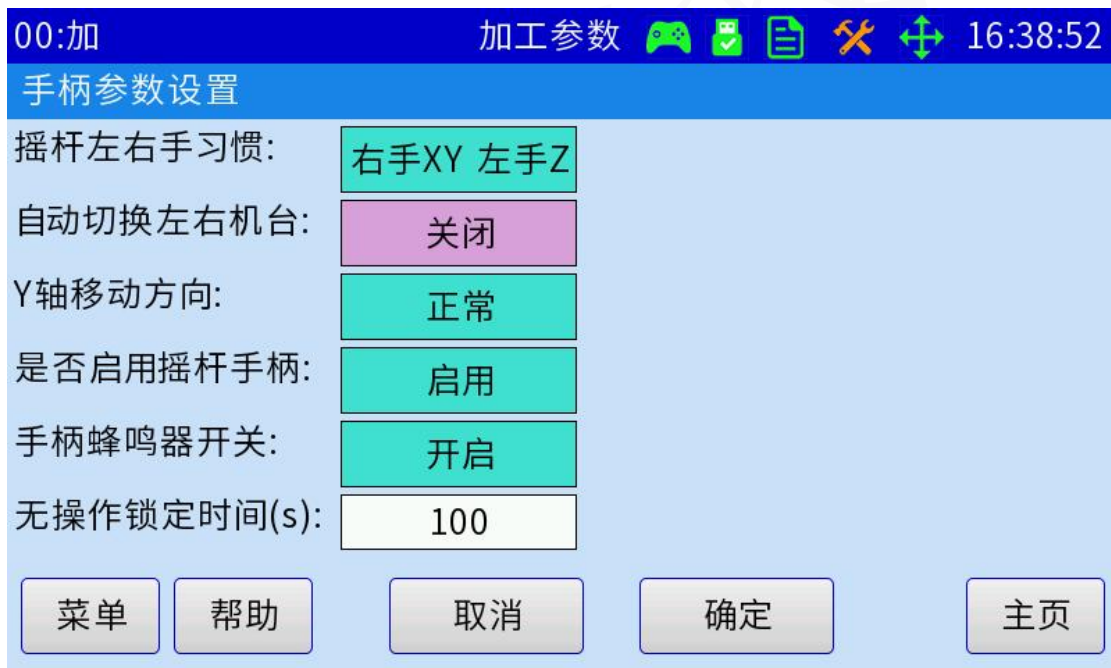 00:加 加工参数 16:38:52
手柄参数设置
摇杆左右手习惯: 右手XY 左手Z
自动切换左右机台: 关闭
Y轴移动方向: 正常
是否启用摇杆手柄: 启用
手柄蜂鸣器开关: 开启
无操作锁定时间(s): 100
菜单 帮助 取消 确定 主页